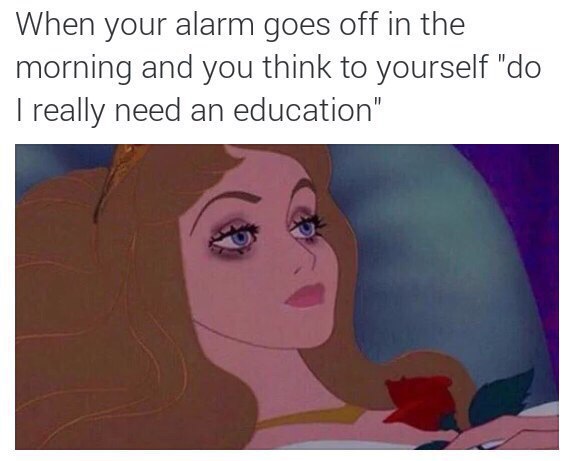 When your alarm goes off in the
morning and you think to yourself "do
I really need an education"